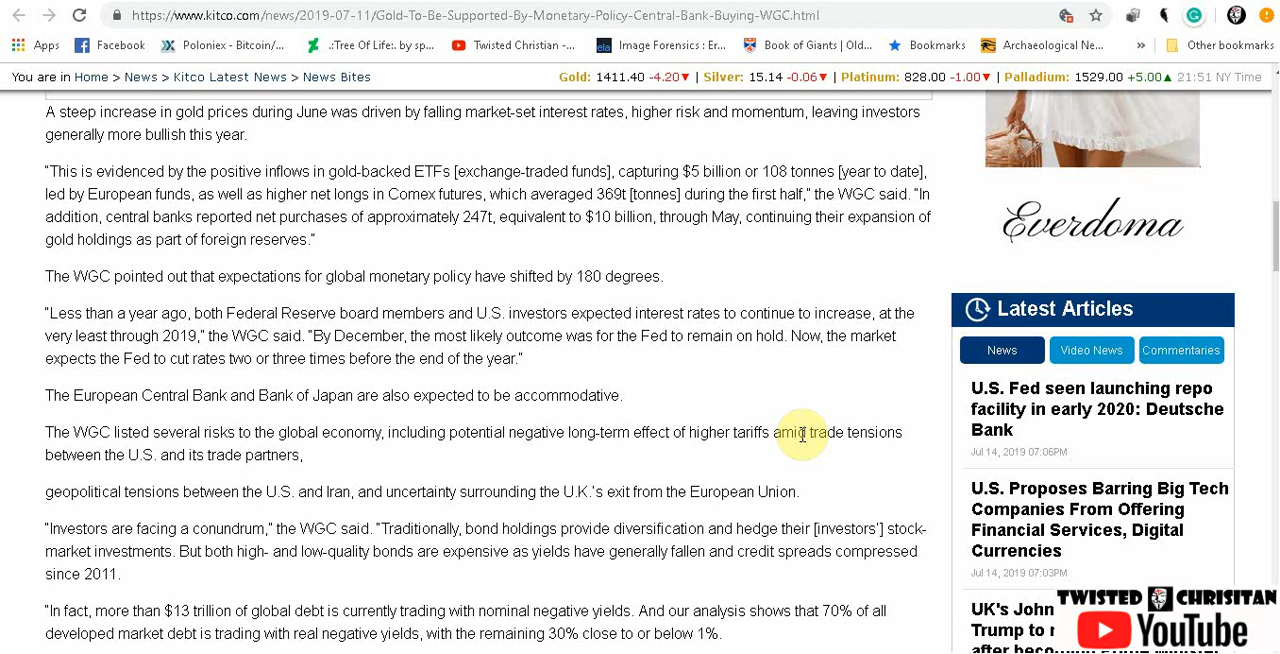 https://www.kitco.com/news/2019-07-11/Gold-To-Be-Supported-By-Monetary-Policy-Central-Bank-Buying-WGC.html
Apps Facebook Poloniex - Bitcoin/... .:Tree Of Life:. by sp... Twisted Christian -... ela Image Forensics : Er... Book of Giants | Old... Bookmarks Archaeological Ne... » Other bookmarks
You are in Home > News > Kitco Latest News > News Bites
Gold: 1411.40 -4.20▼ | Silver: 15.14 -0.06▼ | Platinum: 828.00 -1.00▼ | Palladium: 1529.00 +5.00▲ 21:51 NY Time
A steep increase in gold prices during June was driven by falling market-set interest rates, higher risk and momentum, leaving investors
generally more bullish this year.
"This is evidenced by the positive inflows in gold-backed ETFs [exchange-traded funds], capturing $5 billion or 108 tonnes [year to date],
led by European funds, as well as higher net longs in Comex futures, which averaged 369t [tonnes] during the first half," the WGC said. "In
addition, central banks reported net purchases of approximately 247t, equivalent to $10 billion, through May, continuing their expansion of
gold holdings as part of foreign reserves."
The WGC pointed out that expectations for global monetary policy have shifted by 180 degrees.
"Less than a year ago, both Federal Reserve board members and U.S. investors expected interest rates to continue to increase, at the
very least through 2019," the WGC said. "By December, the most likely outcome was for the Fed to remain on hold. Now, the market
expects the Fed to cut rates two or three times before the end of the year."
The European Central Bank and Bank of Japan are also expected to be accommodative.
The WGC listed several risks to the global economy, including potential negative long-term effect of higher tariffs amid trade tensions
between the U.S. and its trade partners,
geopolitical tensions between the U.S. and Iran, and uncertainty surrounding the U.K.'s exit from the European Union.
"Investors are facing a conundrum," the WGC said. "Traditionally, bond holdings provide diversification and hedge their [investors'] stock-
market investments. But both high- and low-quality bonds are expensive as yields have generally fallen and credit spreads compressed
since 2011.
"In fact, more than $13 trillion of global debt is currently trading with nominal negative yields. And our analysis shows that 70% of all
developed market debt is trading with real negative yields, with the remaining 30% close to or below 1%.
Everdoma
Latest Articles
News Video News Commentaries
U.S. Fed seen launching repo
facility in early 2020: Deutsche
Bank
Jul 14, 2019 07:06PM
U.S. Proposes Barring Big Tech
Companies From Offering
Financial Services, Digital
Currencies
Jul 14, 2019 07:03PM
UK's John
Trump to
TWISTED CHRISITAN
YouTube